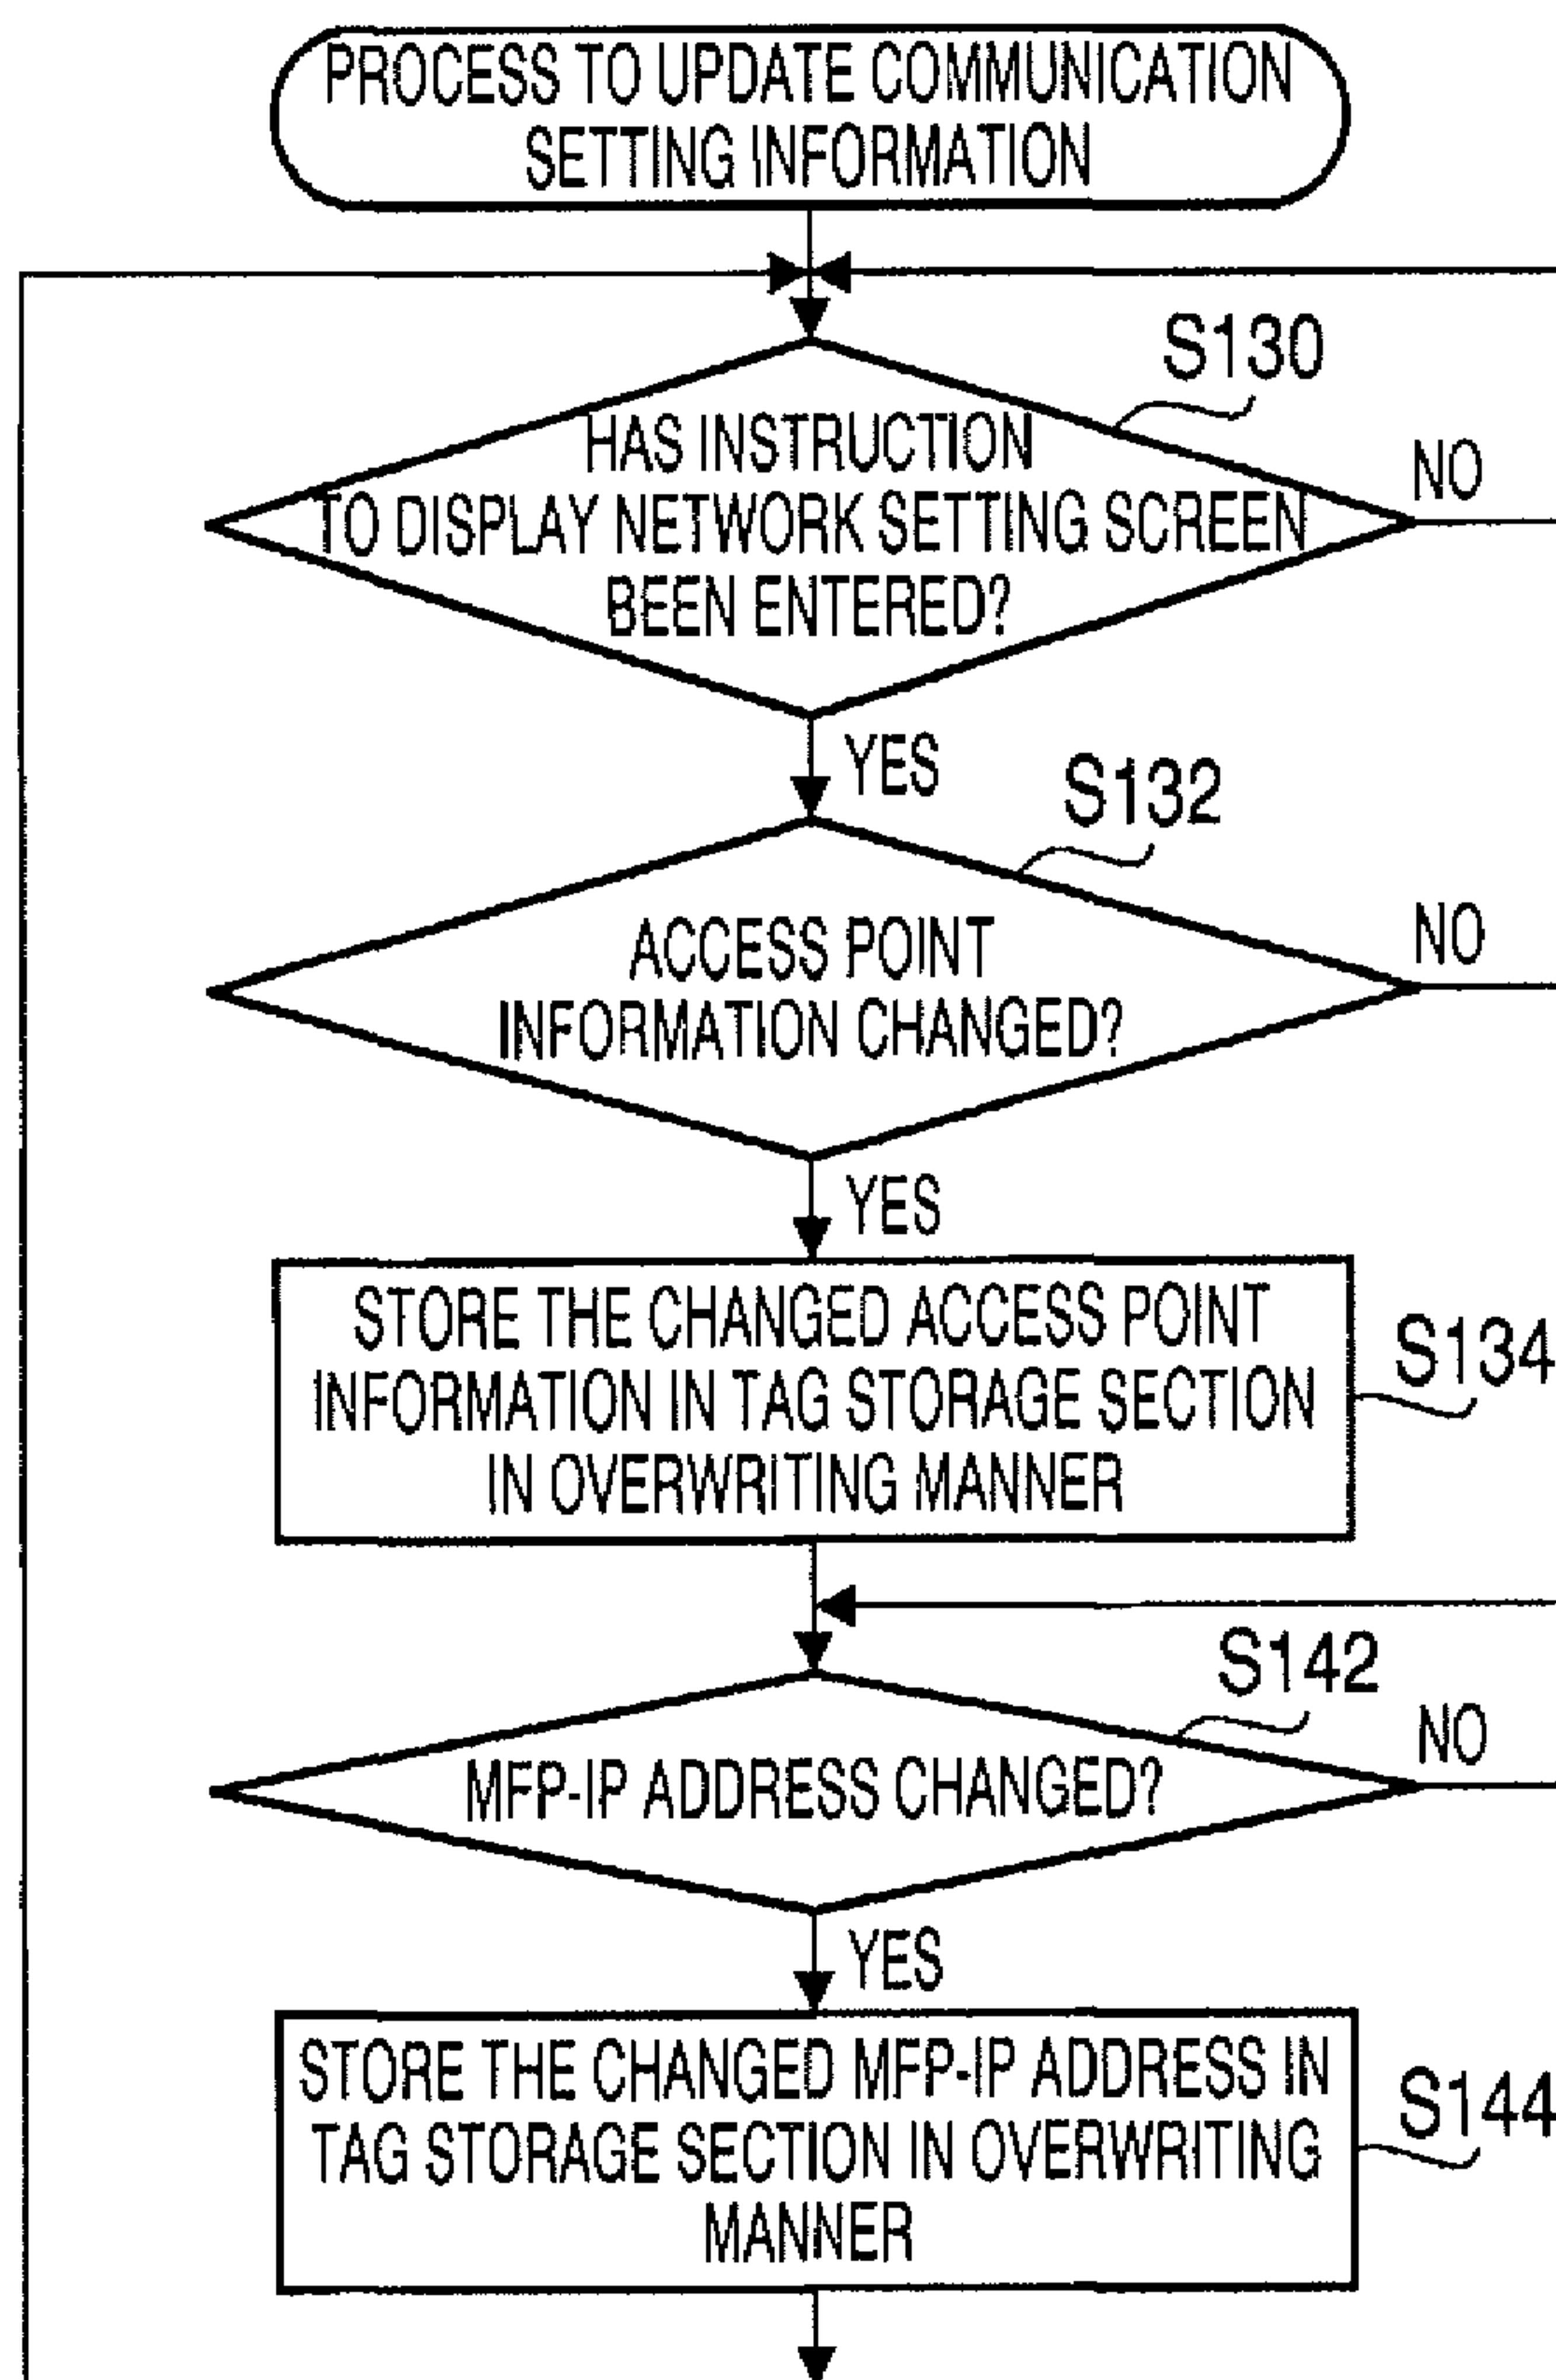 PROCESS TO UPDATE COMMUNICATION
SETTING INFORMATION
S130
HAS INSTRUCTION
TO DISPLAY NETWORK SETTING SCREEN
BEEN ENTERED?
NO
YES
S132
ACCESS POINT
INFORMATION CHANGED?
NO
YES
STORE THE CHANGED ACCESS POINT
INFORMATION IN TAG STORAGE SECTION
IN OVERWRITING MANNER
S134
S142
MFP-IP ADDRESS CHANGED?
NO
YES
STORE THE CHANGED MFP-IP ADDRESS IN
TAG STORAGE SECTION IN OVERWRITING
MANNER
S144